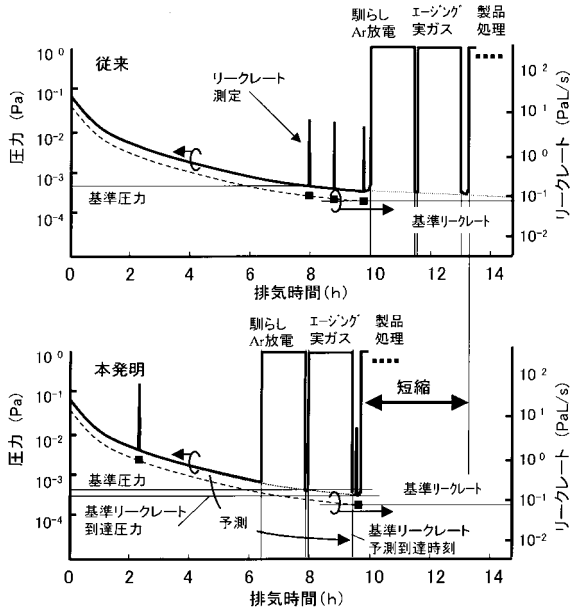 従来
馴らし
Ar放電
エージング
実ガス
製品
処理
リークレート
測定
基準圧力
基準リークレート
圧力 (Pa)
10⁰
10⁻¹
10⁻²
10⁻³
10⁻⁴
リークレート (PaL/s)
10²
10¹
10⁰
10⁻¹
10⁻²
0 2 4 6 8 10 12 14
排気時間(h)
本発明
馴らし
Ar放電
エージング
実ガス
製品
処理
短縮
基準圧力
基準リークレート
到達圧力
予測
基準リークレート
基準リークレート
予測到達時刻
圧力 (Pa)
10⁰
10⁻¹
10⁻²
10⁻³
10⁻⁴
リークレート (PaL/s)
10²
10¹
10⁰
10⁻¹
10⁻²
0 2 4 6 8 10 12 14
排気時間(h)